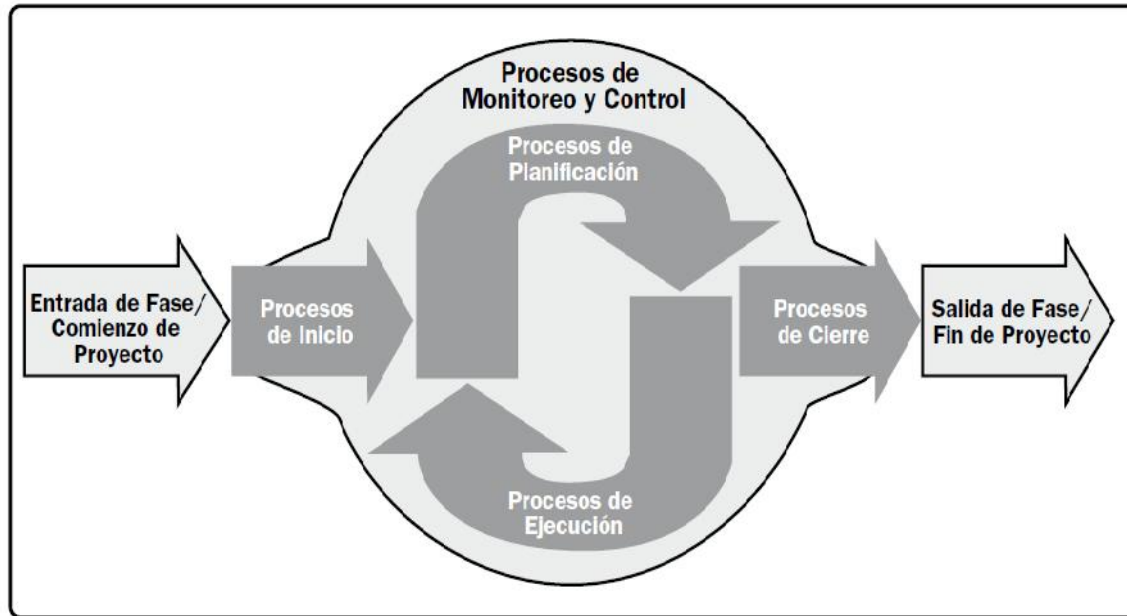 Procesos de
Monitoreo y Control
Procesos de
Planificación
Entrada de Fase/
Comienzo de
Proyecto
Procesos
de Inicio
Procesos
de Cierre
Salida de Fase/
Fin de Proyecto
Procesos de
Ejecución